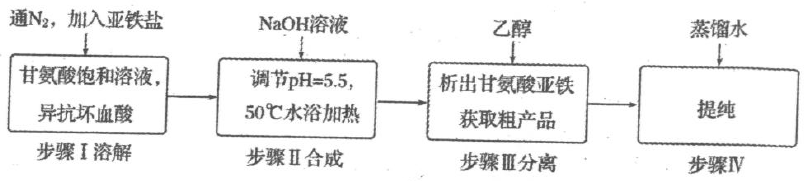 通N₂，加入亚铁盐
NaOH溶液
乙醇
蒸馏水
甘氨酸饱和溶液，
异抗坏血酸
调节pH=5.5，
50℃水浴加热
析出甘氨酸亚铁
获取粗产品
提纯
步骤Ⅰ溶解
步骤Ⅱ合成
步骤Ⅲ分离
步骤Ⅳ